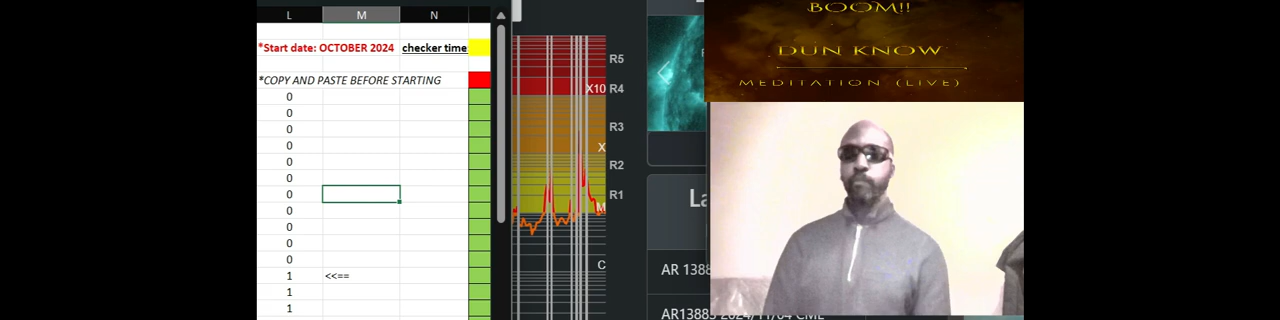 L M N
*Start date: OCTOBER 2024 checker time:
*COPY AND PASTE BEFORE STARTING
0
0
0
0
0
0
0
0
0
0
0
1 <<==
1
1
R5
X10 R4
R3
X
R2
R1
M
C
La
AR 1388
AR13883 2024/11/04 CME
BOOM!!
DUN KNOW
MEDITATION (LIVE)